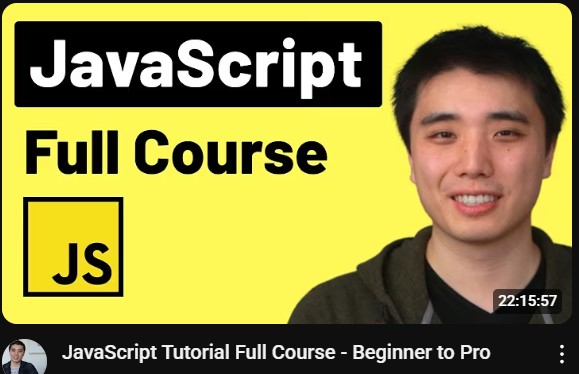 JavaScript
Full Course
JS
22:15:57
JavaScript Tutorial Full Course - Beginner to Pro